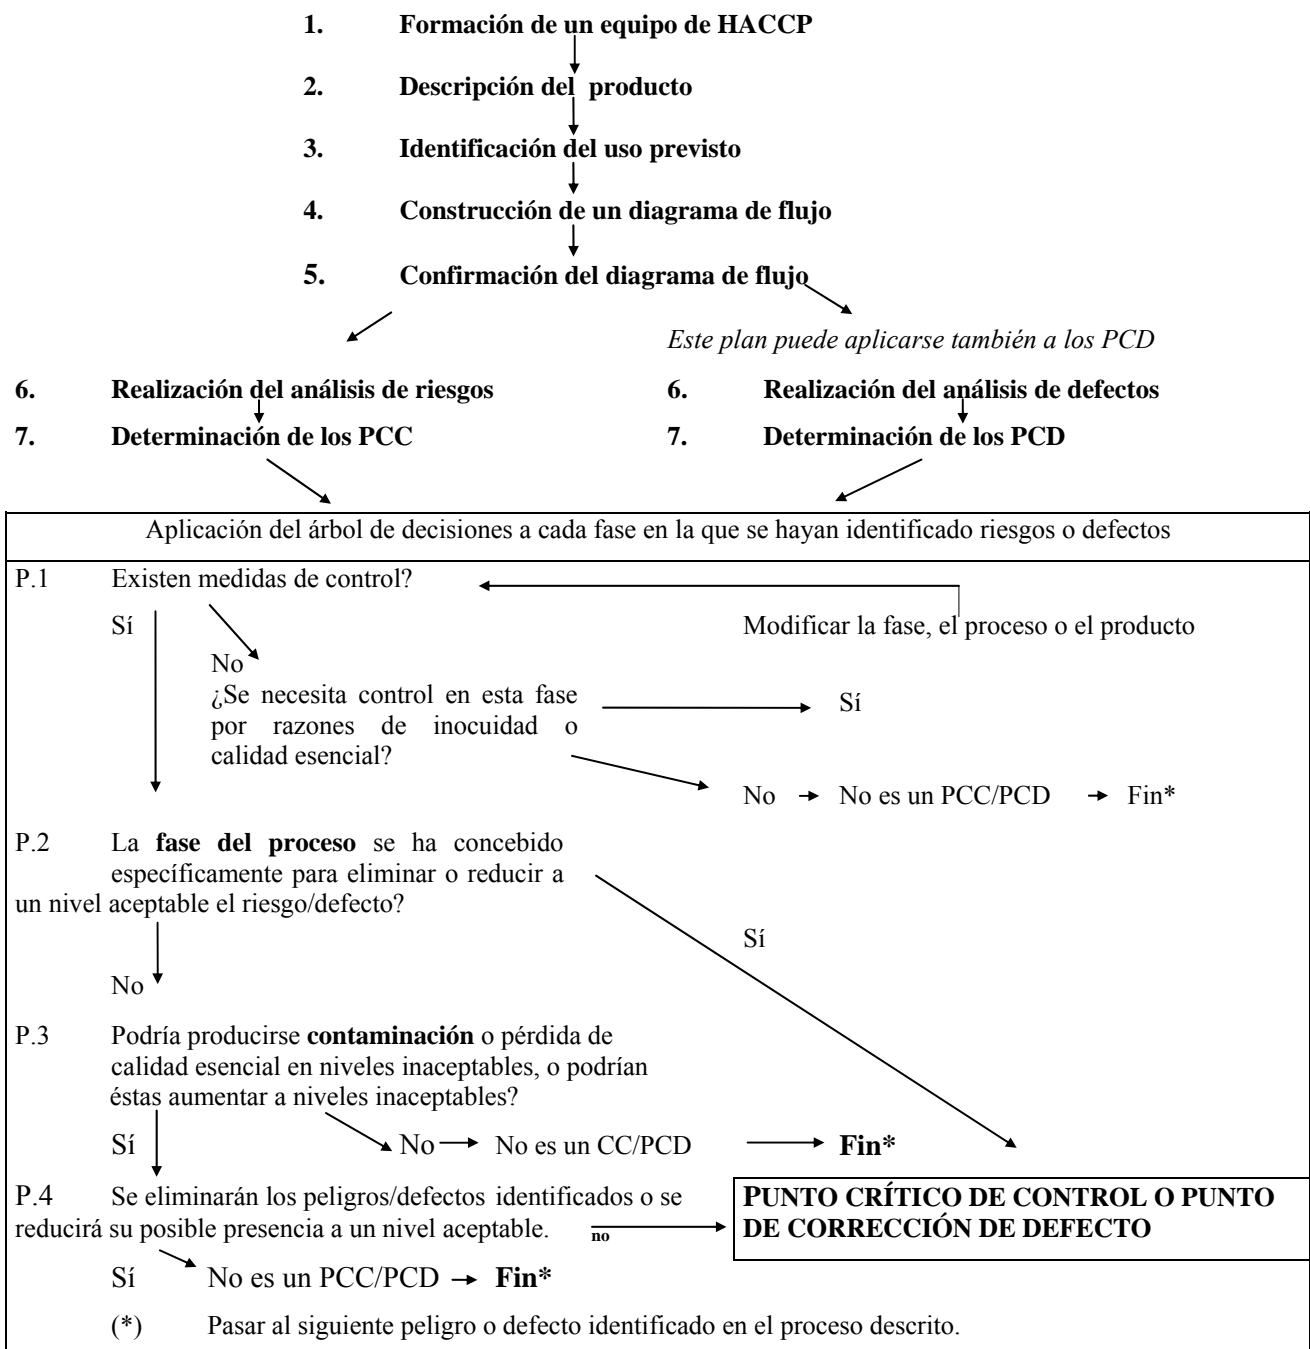 1. Formación de un equipo de HACCP
2. Descripción del producto
3. Identificación del uso previsto
4. Construcción de un diagrama de flujo
5. Confirmación del diagrama de flujo
Este plan puede aplicarse también a los PCD
6. Realización del análisis de riesgos
6. Realización del análisis de defectos
7. Determinación de los PCC
7. Determinación de los PCD
Aplicación del árbol de decisiones a cada fase en la que se hayan identificado riesgos o defectos
P.1 Existen medidas de control?
Sí
Modificar la fase, el proceso o el producto
No
¿Se necesita control en esta fase
por razones de inocuidad o
calidad esencial?
Sí
No
No es un PCC/PCD
Fin*
P.2 La fase del proceso se ha concebido
específicamente para eliminar o reducir a
un nivel aceptable el riesgo/defecto?
Sí
No
P.3 Podría producirse contaminación o pérdida de
calidad esencial en niveles inaceptables, o podrían
éstas aumentar a niveles inaceptables?
Sí
No
No es un CC/PCD
Fin*
P.4 Se eliminarán los peligros/defectos identificados o se
reducirá su posible presencia a un nivel aceptable.
no
PUNTO CRÍTICO DE CONTROL O PUNTO
DE CORRECCIÓN DE DEFECTO
Sí
No es un PCC/PCD
Fin*
(*) Pasar al siguiente peligro o defecto identificado en el proceso descrito.